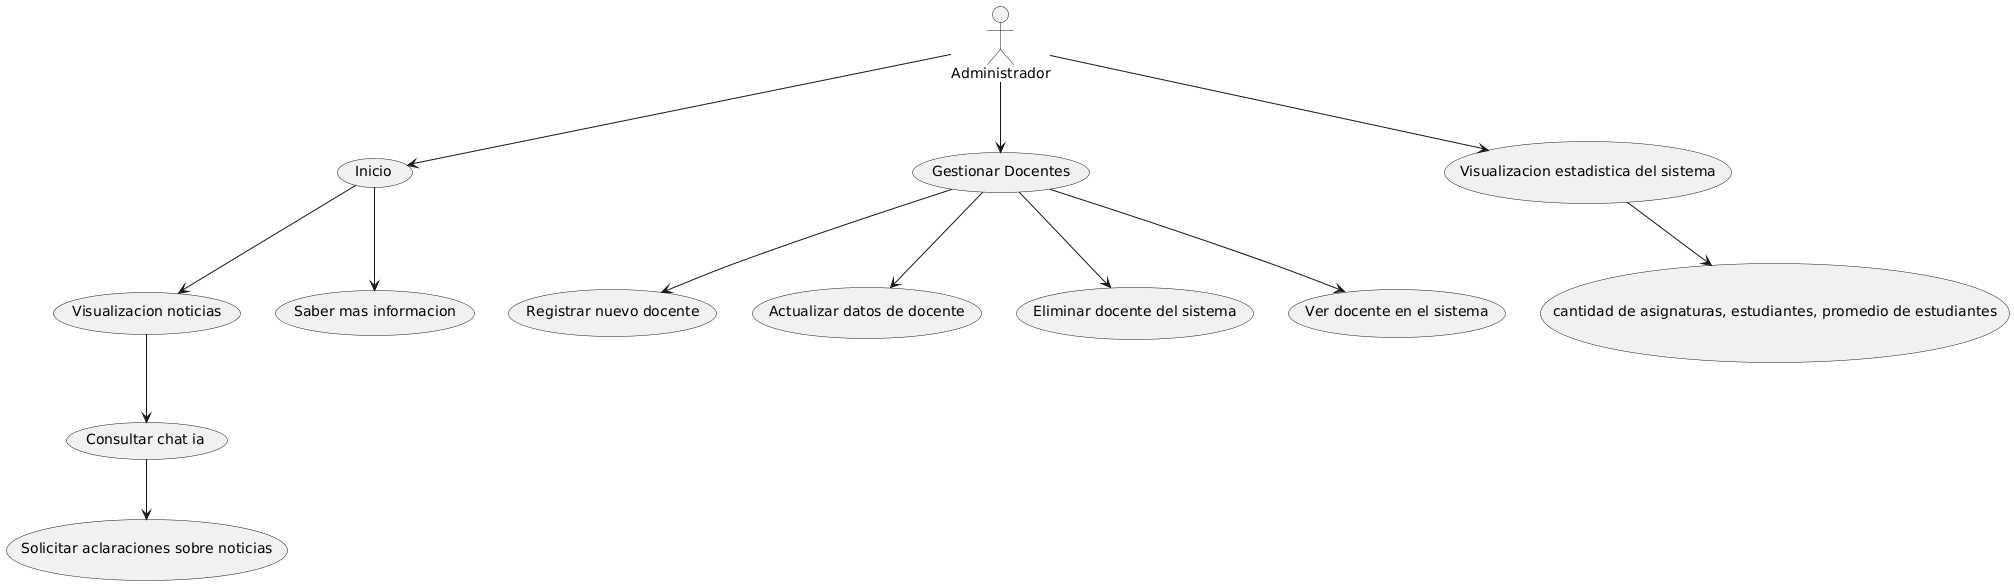 Administrador
Inicio
Gestionar Docentes
Visualizacion estadistica del sistema
Visualizacion noticias
Saber mas informacion
Registrar nuevo docente
Actualizar datos de docente
Eliminar docente del sistema
Ver docente en el sistema
cantidad de asignaturas, estudiantes, promedio de estudiantes
Consultar chat ia
Solicitar aclaraciones sobre noticias